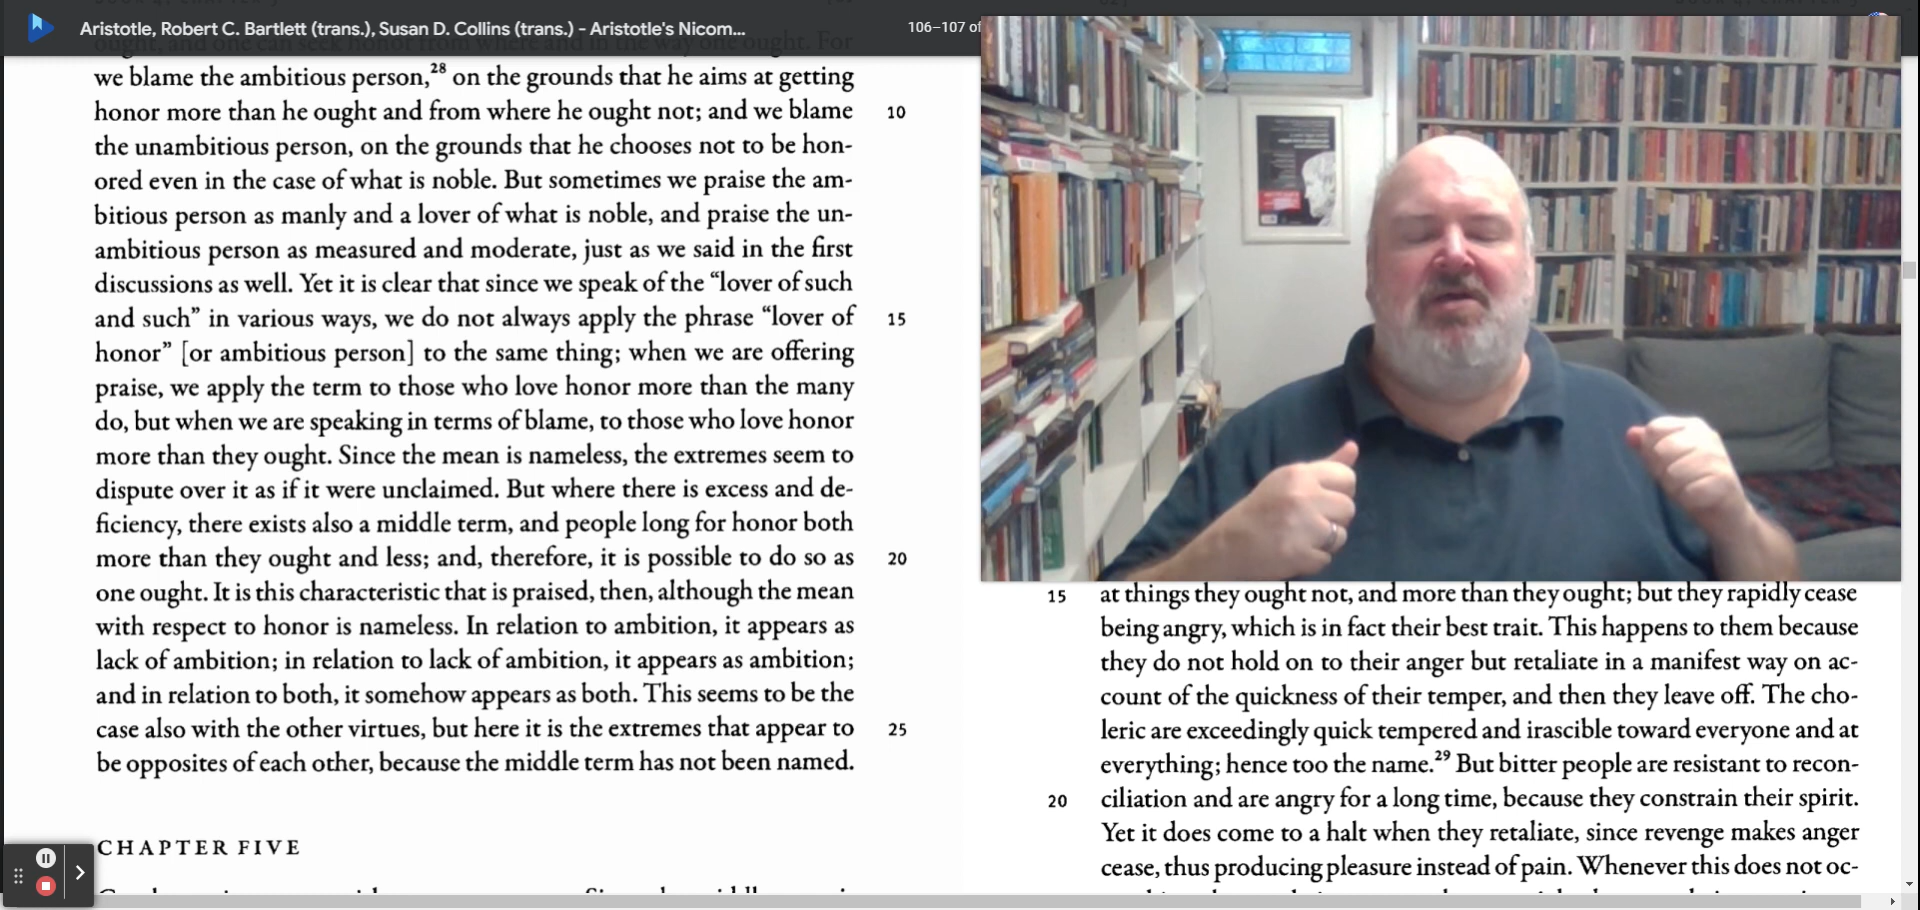 Aristotle, Robert C. Bartlett (trans.), Susan D. Collins (trans.) - Aristotle's Nicom...
106–107 of
ought, and one can seek honor from where and in the way one ought. For
we blame the ambitious person,²⁸ on the grounds that he aims at getting
honor more than he ought and from where he ought not; and we blame
10
the unambitious person, on the grounds that he chooses not to be hon-
ored even in the case of what is noble. But sometimes we praise the am-
bitious person as manly and a lover of what is noble, and praise the un-
ambitious person as measured and moderate, just as we said in the first
discussions as well. Yet it is clear that since we speak of the “lover of such
and such” in various ways, we do not always apply the phrase “lover of
15
honor” [or ambitious person] to the same thing; when we are offering
praise, we apply the term to those who love honor more than the many
do, but when we are speaking in terms of blame, to those who love honor
more than they ought. Since the mean is nameless, the extremes seem to
dispute over it as if it were unclaimed. But where there is excess and de-
ficiency, there exists also a middle term, and people long for honor both
more than they ought and less; and, therefore, it is possible to do so as
20
one ought. It is this characteristic that is praised, then, although the mean
with respect to honor is nameless. In relation to ambition, it appears as
lack of ambition; in relation to lack of ambition, it appears as ambition;
and in relation to both, it somehow appears as both. This seems to be the
case also with the other virtues, but here it is the extremes that appear to
25
be opposites of each other, because the middle term has not been named.
CHAPTER FIVE
15
at things they ought not, and more than they ought; but they rapidly cease
being angry, which is in fact their best trait. This happens to them because
they do not hold on to their anger but retaliate in a manifest way on ac-
count of the quickness of their temper, and then they leave off. The cho-
leric are exceedingly quick tempered and irascible toward everyone and at
everything; hence too the name.²⁹ But bitter people are resistant to recon-
20
ciliation and are angry for a long time, because they constrain their spirit.
Yet it does come to a halt when they retaliate, since revenge makes anger
cease, thus producing pleasure instead of pain. Whenever this does not oc-